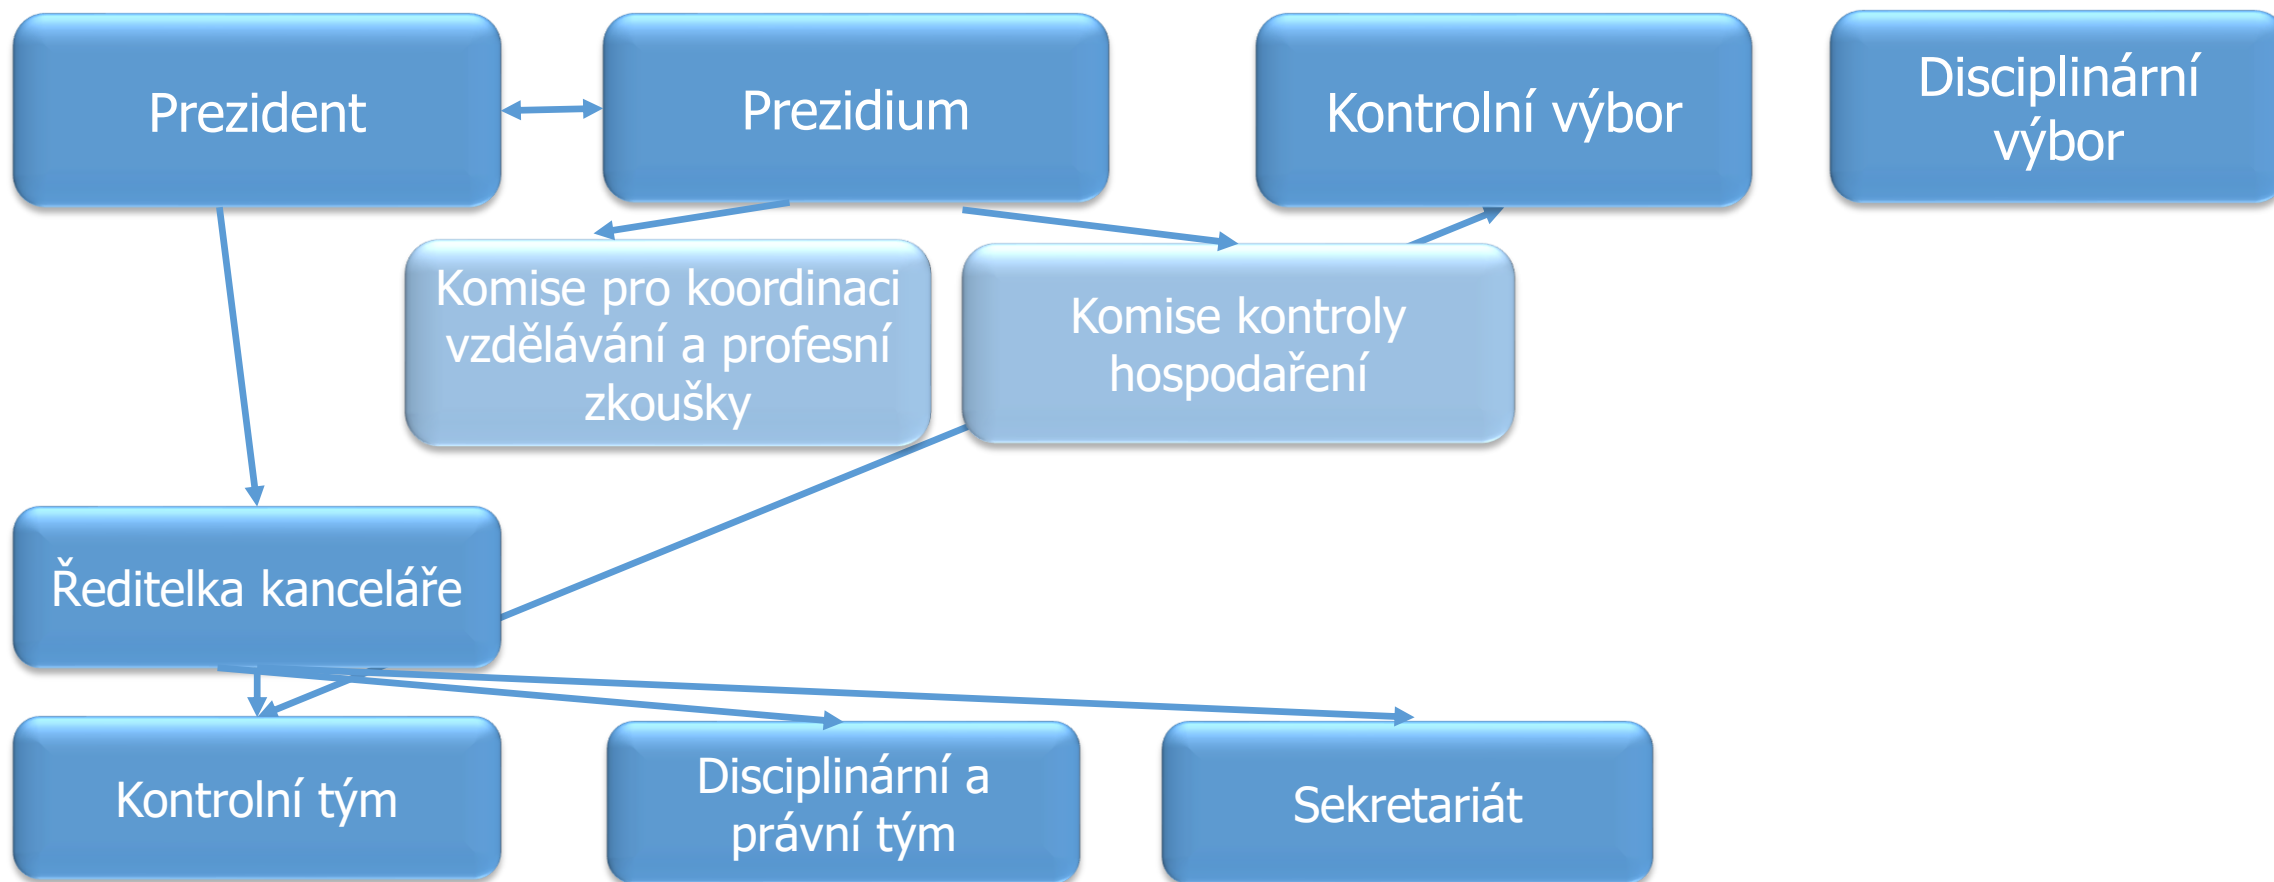 Prezident
Prezidium
Kontrolní výbor
Disciplinární
výbor
Komise pro koordinaci
vzdělávání a profesní
zkoušky
Komise kontroly
hospodaření
Ředitelka kanceláře
Kontrolní tým
Disciplinární a
právní tým
Sekretariát